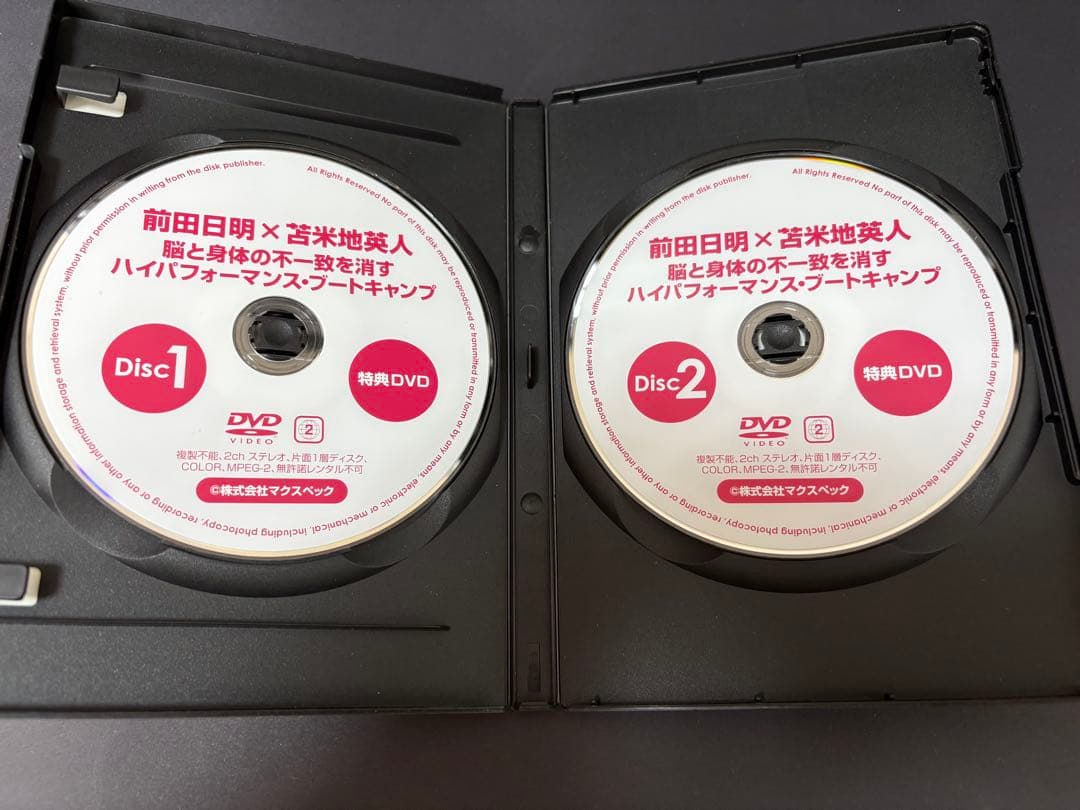 All Rights Reserved No part of this disk may be reproduced or transmitted in any form or by any means, electronic or mechanical, including photocopy, recording or any other information storage and retrieval system, without prior permission in writing from the disk publisher.
前田日明×苫米地英人
脳と身体の不一致を消す
ハイパフォーマンス・ブートキャンプ
Disc1
特典DVD
DVD
VIDEO
2
複製不能、2ch ステレオ、片面1層ディスク、
COLOR、MPEG-2、無許諾レンタル不可
©株式会社マクスペック
All Rights Reserved No part of this disk may be reproduced or transmitted in any form or by any means, electronic or mechanical, including photocopy, recording or any other information storage and retrieval system, without prior permission in writing from the disk publisher.
前田日明×苫米地英人
脳と身体の不一致を消す
ハイパフォーマンス・ブートキャンプ
Disc2
特典DVD
DVD
VIDEO
2
複製不能、2ch ステレオ、片面1層ディスク、
COLOR、MPEG-2、無許諾レンタル不可
©株式会社マクスペック